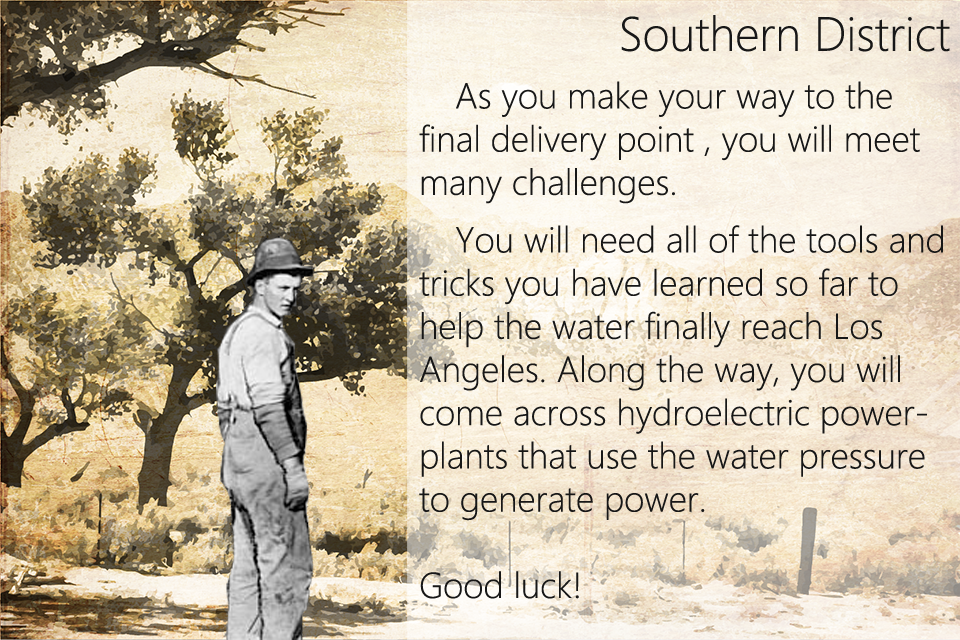 Southern District
As you make your way to the
final delivery point , you will meet
many challenges.
You will need all of the tools and
tricks you have learned so far to
help the water finally reach Los
Angeles. Along the way, you will
come across hydroelectric power-
plants that use the water pressure
to generate power.
Good luck!